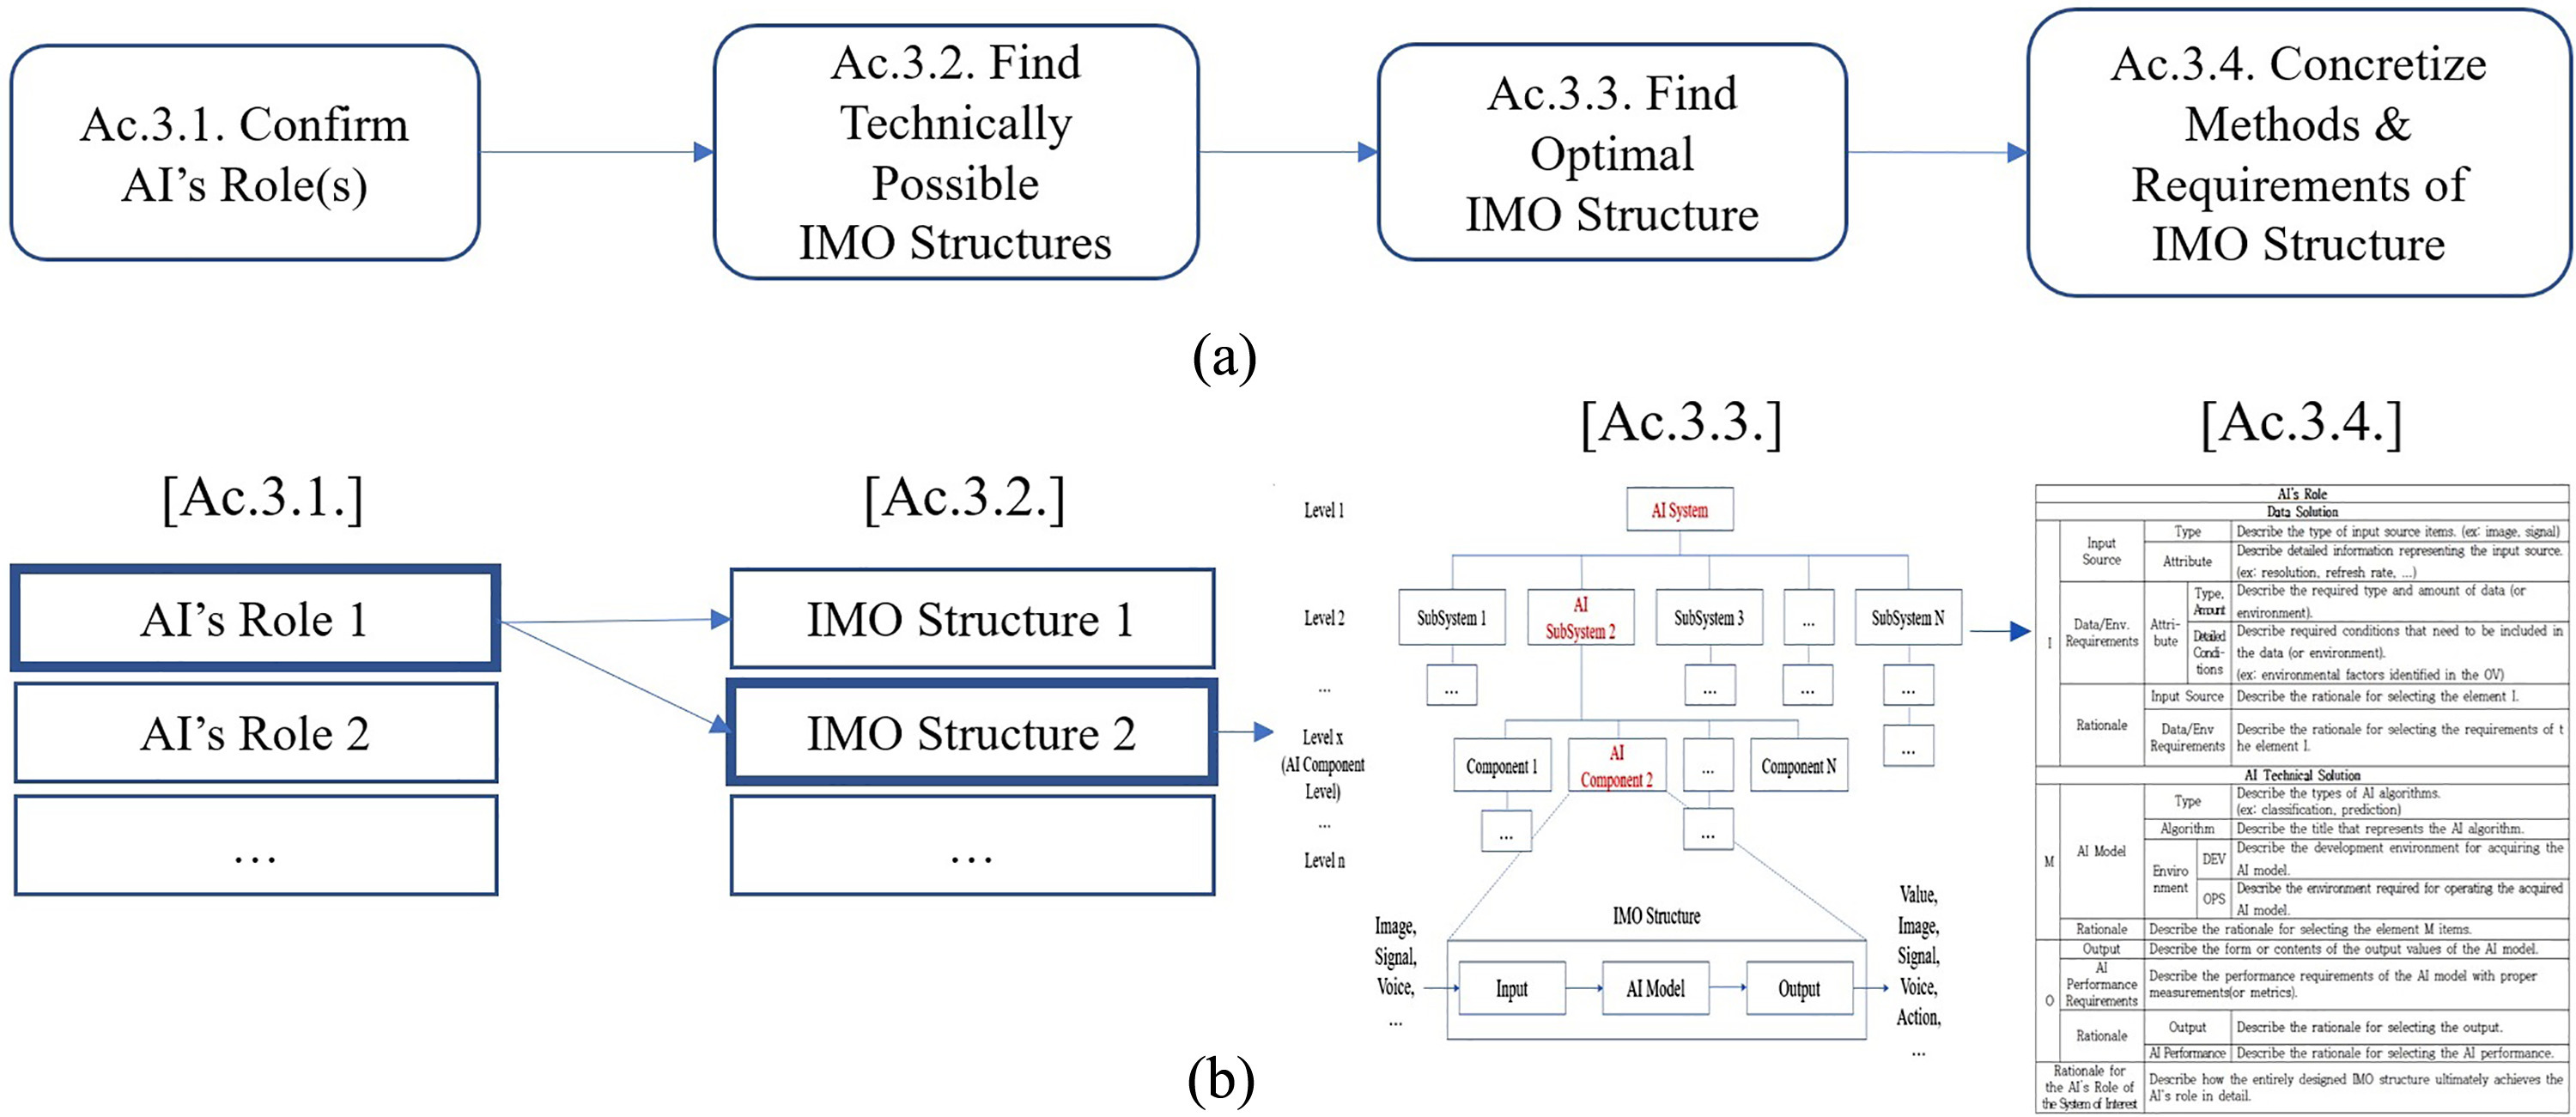 Ac.3.1. Confirm
AI's Role(s)
Ac.3.2. Find
Technically
Possible
IMO Structures
Ac.3.3. Find
Optimal
IMO Structure
Ac.3.4. Concretize
Methods &
Requirements of
IMO Structure
(a)
[Ac.3.1.]
AI's Role 1
AI's Role 2
...
[Ac.3.2.]
IMO Structure 1
IMO Structure 2
...
[Ac.3.3.]
Level 1
AI System
Level 2
SubSystem 1
AI
SubSystem 2
SubSystem 3
...
SubSystem N
...
...
...
...
...
Level x
(AI Component
Level)
Component 1
AI
Component 2
...
Component N
...
...
...
...
Level n
IMO Structure
Image,
Signal,
Voice,
...
Input
AI Model
Output
Value,
Image,
Signal,
Voice,
Action,
...
[Ac.3.4.]
AI's Role
Data Solution
I
Input
Source
Type
Describe the type of input source items. (ex: image, signal)
Attribute
Describe detailed information representing the input source.
(ex: resolution, refresh rate, ...)
Data/Env.
Requirements
Attri-
bute
Type,
Amount
Describe the required type and amount of data (or
environment).
Detailed
Condi-
tions
Describe required conditions that need to be included in
the data (or environment).
(ex: environmental factors identified in the OV)
Rationale
Input Source
Describe the rationale for selecting the element I.
Data/Env
Requirements
Describe the rationale for selecting the requirements of t
he element I.
AI Technical Solution
M
AI Model
Type
Describe the types of AI algorithms.
(ex: classification, prediction)
Algorithm
Describe the title that represents the AI algorithm.
Enviro
nment
DEV
Describe the development environment for acquiring the
AI model.
OPS
Describe the environment required for operating the acquired
AI model.
Rationale
Describe the rationale for selecting the element M items.
O
Output
Describe the form or contents of the output values of the AI model.
AI
Performance
Requirements
Describe the performance requirements of the AI model with proper
measurements(or metrics).
Rationale
Output
Describe the rationale for selecting the output.
AI Performance
Describe the rationale for selecting the AI performance.
Rationale for
the AI's Role of
the System of Interest
Describe how the entirely designed IMO structure ultimately achieves the
AI's role in detail.
(b)